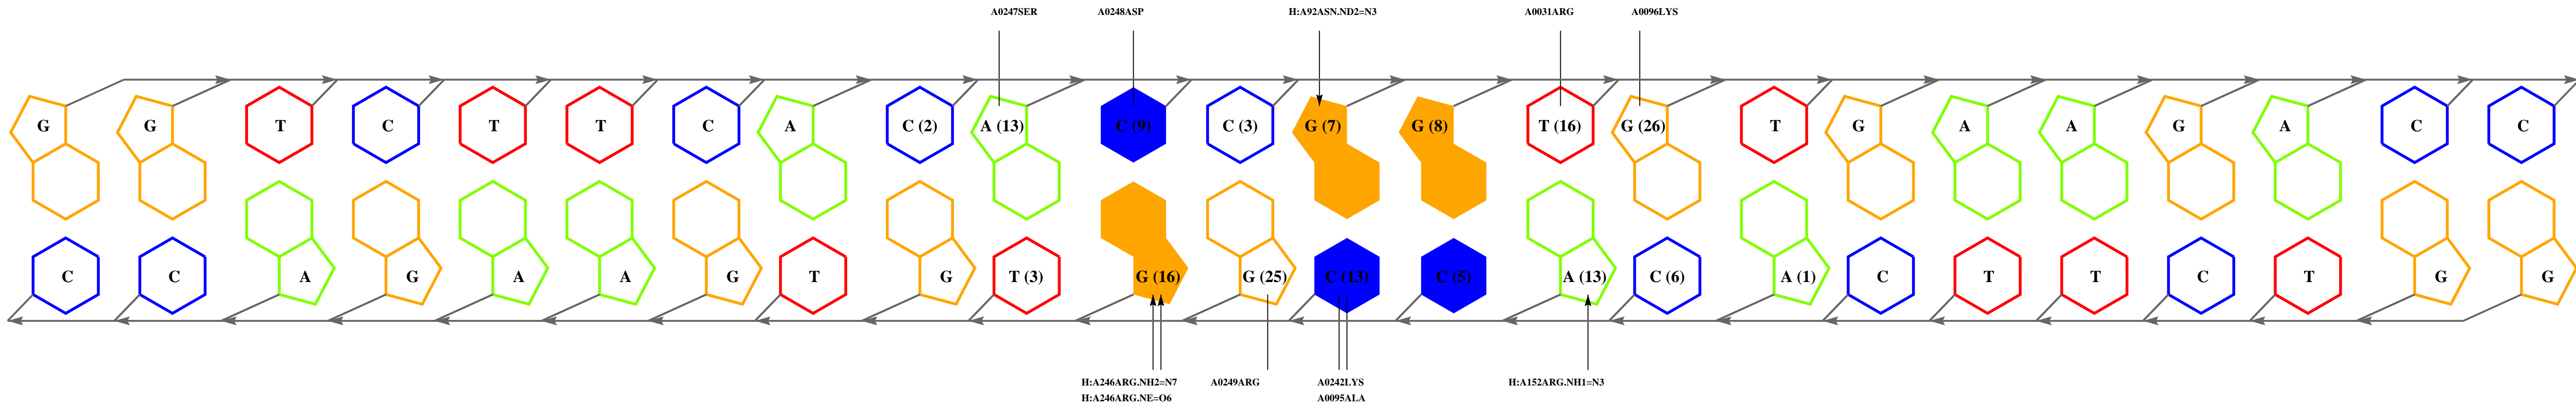 A0247SER A0248ASP H:A92ASN.ND2=N3 A0031ARG A0096LYS
G G T C T T C A C (2) A (13) C (9) C (3) G (7) G (8) T (16) G (26) T G A A G A C C
C C A G A A G T G T (3) G (16) G (25) C (13) C (5) A (13) C (6) A (1) C T T C T G G
H:A246ARG.NH2=N7 A0249ARG A0242LYS H:A152ARG.NH1=N3
H:A246ARG.NE=O6 A0095ALA